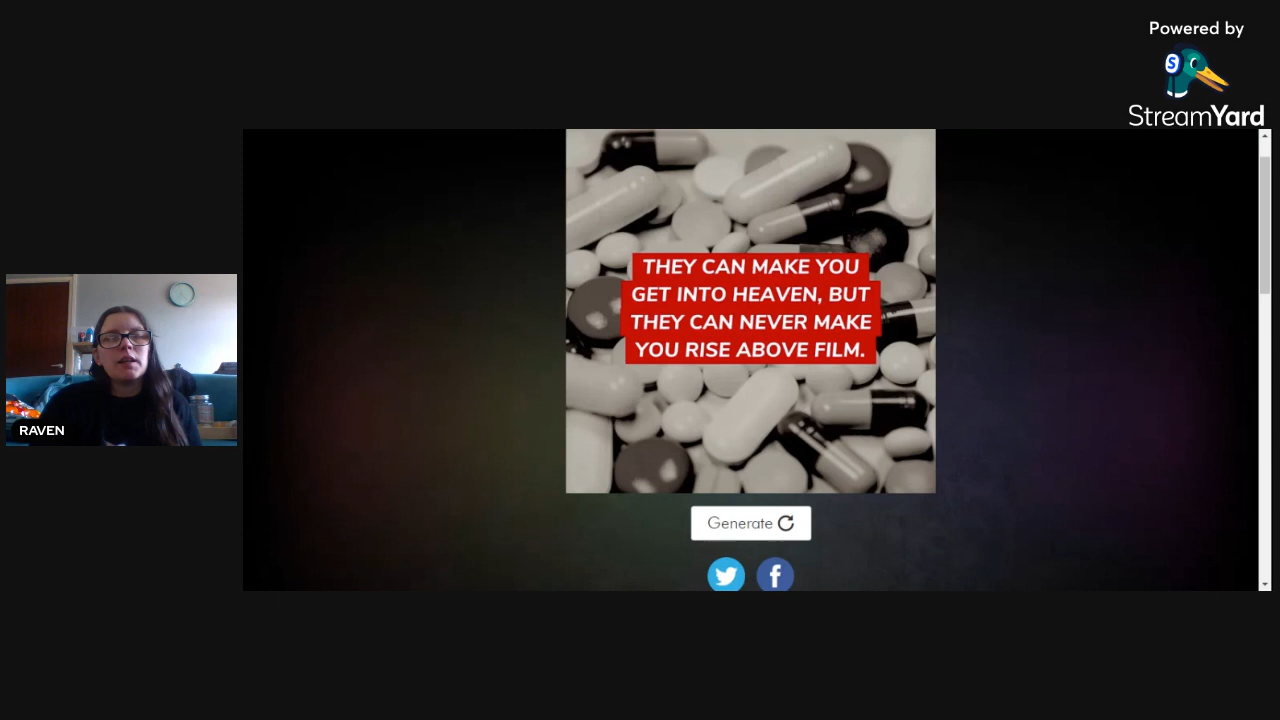 Powered by
S
StreamYard
THEY CAN MAKE YOU
GET INTO HEAVEN, BUT
THEY CAN NEVER MAKE
YOU RISE ABOVE FILM.
RAVEN
Generate
f